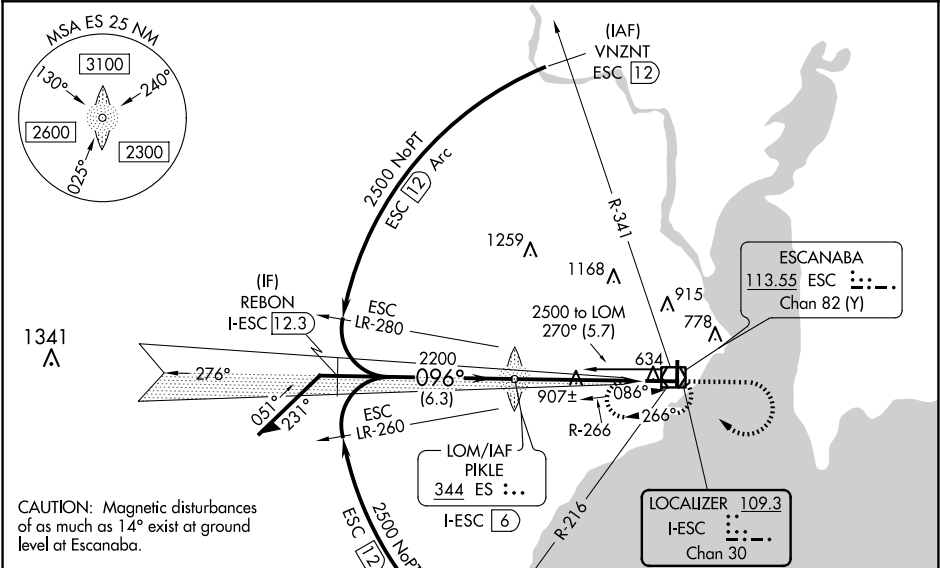 MSA ES 25 NM
3100
130°
240°
2600
2300
025°
(IAF)
VNZNT
ESC 12
2500 NoPT
ESC 12 Arc
R-341
1259
1168
915
778
ESCANABA
113.55 ESC
Chan 82 (Y)
(IF)
REBON
I-ESC 12.3
ESC
LR-280
2500 to LOM
270° (5.7)
1341
634
276°
2200
096°
(6.3)
907±
086°
051°
231°
ESC
LR-260
R-266
266°
LOM/IAF
PIKLE
344 ES
I-ESC 6
R-216
LOCALIZER 109.3
I-ESC
Chan 30
CAUTION: Magnetic disturbances
of as much as 14° exist at ground
level at Escanaba.
2500 NoPT
ESC 12